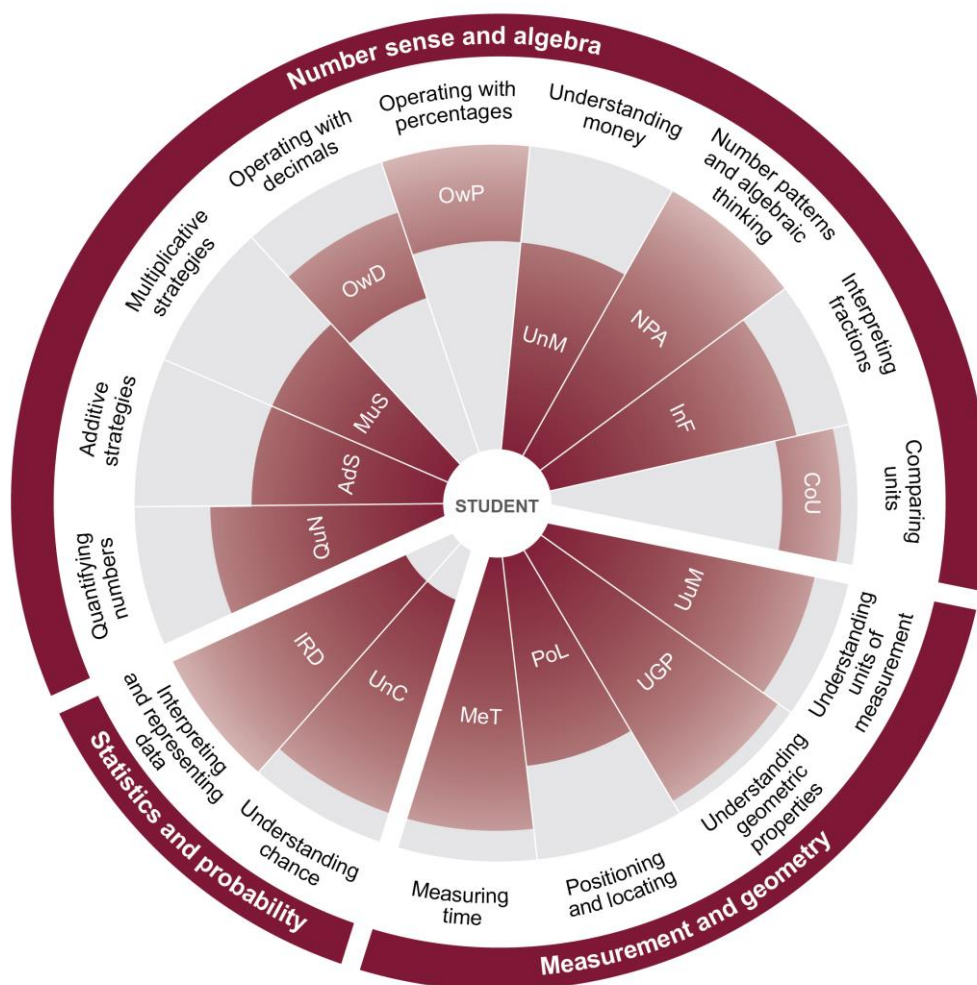 Number sense and algebra
Operating with
percentages
Understanding
money
Number patterns
and algebraic
thinking
Interpreting
fractions
Comparing
units
Operating with
decimals
Multiplicative
strategies
Additive
strategies
Quantifying
numbers
OwP
OwD
UnM
NPA
InF
CoU
MuS
AdS
QuN
STUDENT
IRD
UnC
MeT
PoL
UGP
UuM
Understanding
units of
measurement
Understanding
geometric
properties
Positioning
and locating
Measuring
time
Understanding
chance
Interpreting
and representing
data
Statistics and probability
Measurement and geometry